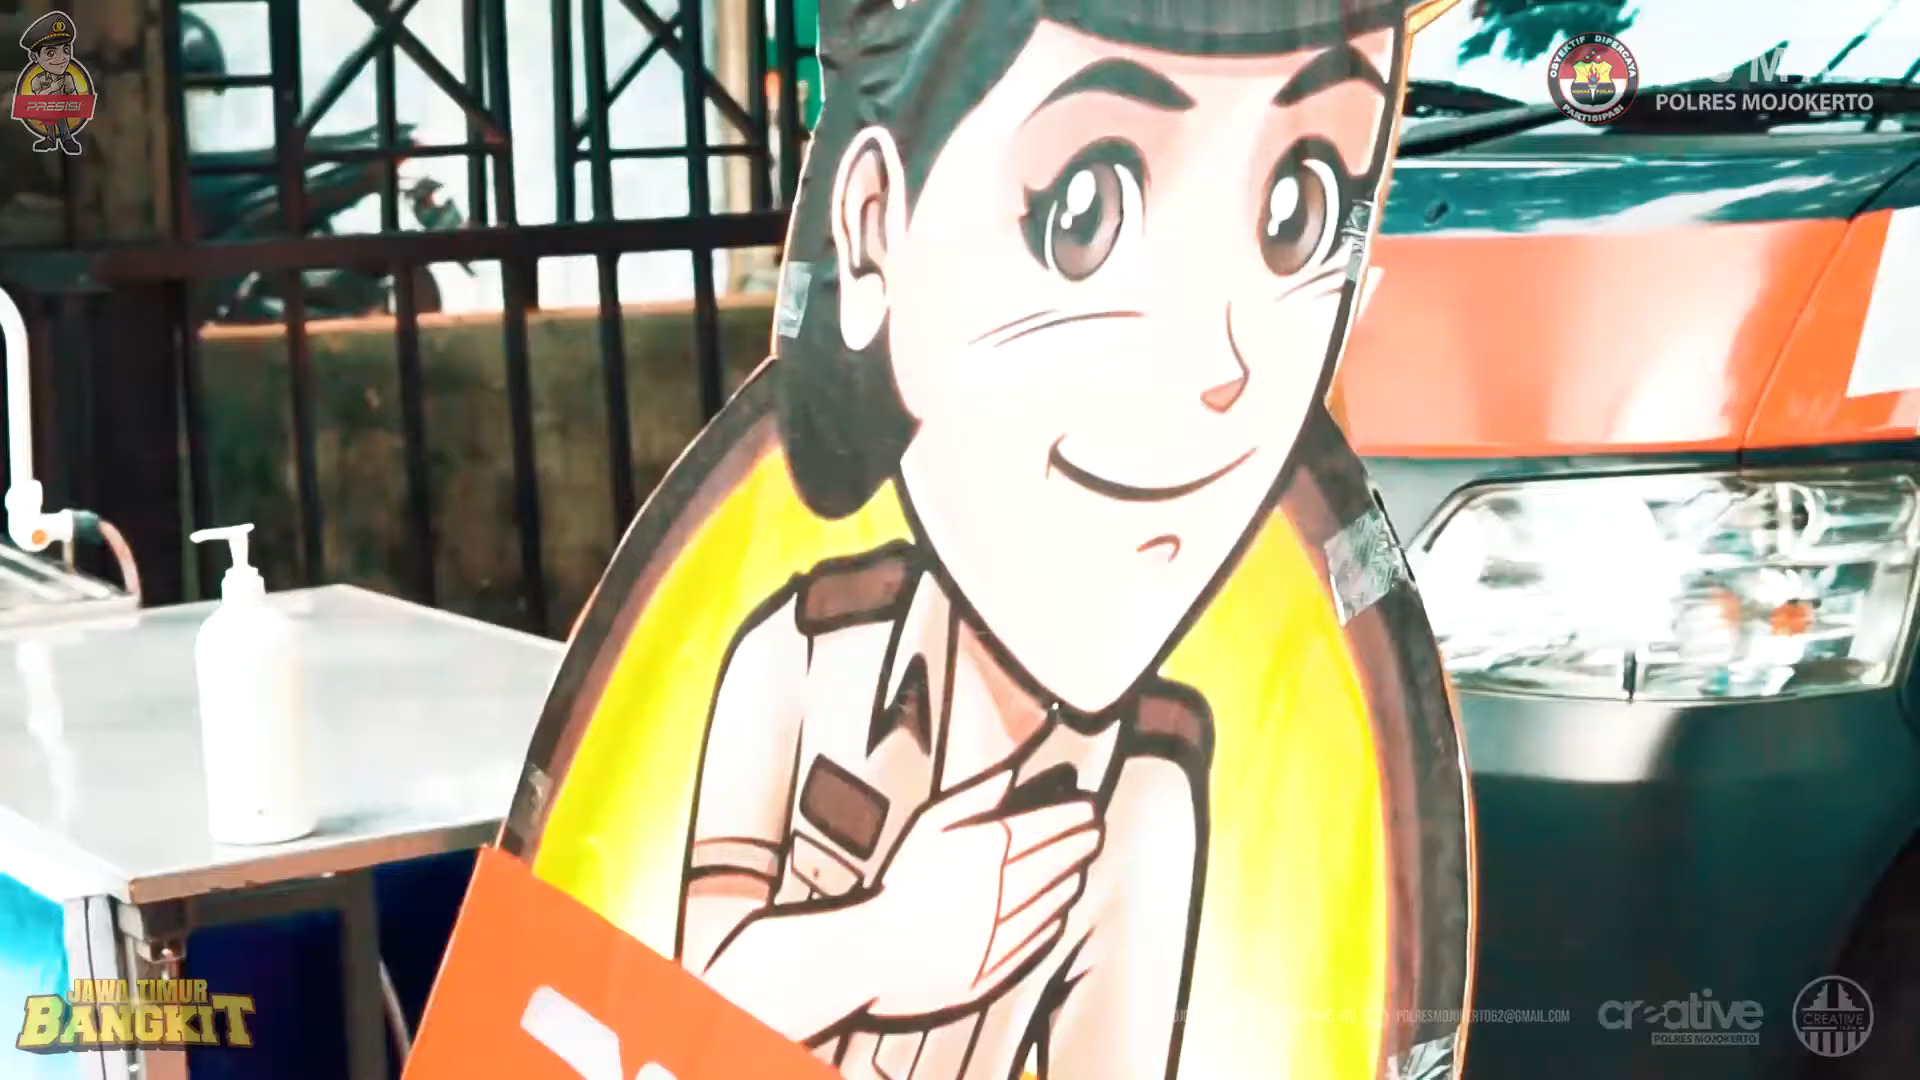 PRESISI
OBYEKTIF DIPERCAYA
PARTISIPASI
POLRES MOJOKERTO
JAWA TIMUR
BANGKIT
POLRESMOJOKERTO62@GMAIL.COM
creative
POLRES MOJOKERTO
CREATIVE